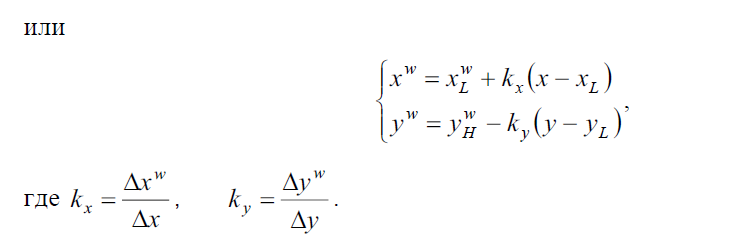 или
{ x^w = x_L^w + k_x(x − x_L)
y^w = y_H^w − k_y(y − y_L) ,
где k_x = Δx^w / Δx , k_y = Δy^w / Δy .